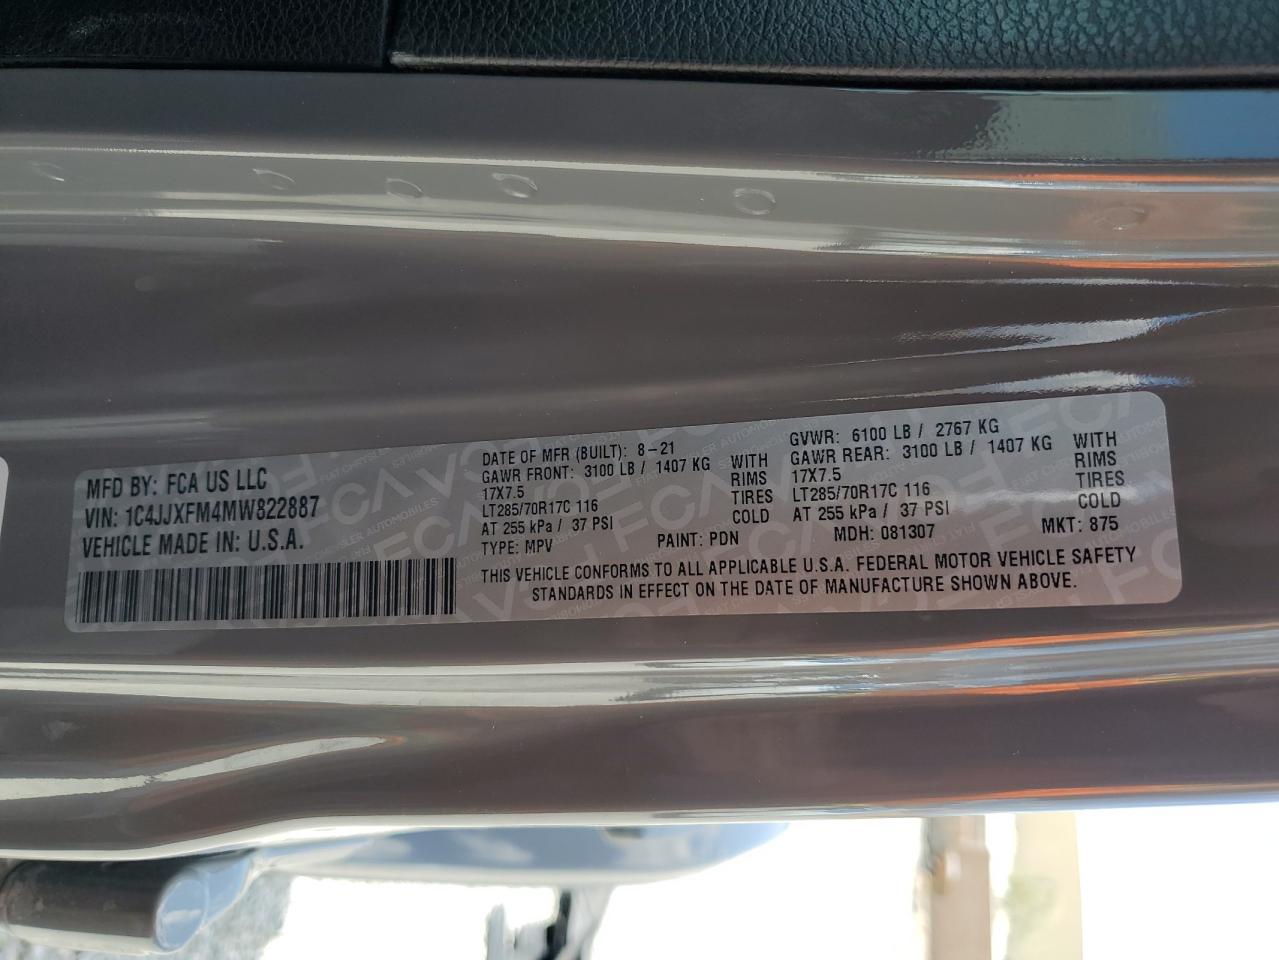 MFD BY: FCA US LLC
VIN: 1C4JJXFM4MW822887
VEHICLE MADE IN: U.S.A.
DATE OF MFR (BUILT): 8-21
GAWR FRONT: 3100 LB / 1407 KG WITH
17X7.5 RIMS
LT285/70R17C 116 TIRES
AT 255 kPa / 37 PSI COLD
TYPE: MPV PAINT: PDN
GVWR: 6100 LB / 2767 KG
GAWR REAR: 3100 LB / 1407 KG WITH
17X7.5 RIMS
LT285/70R17C 116 TIRES
AT 255 kPa / 37 PSI COLD
MDH: 081307 MKT: 875
THIS VEHICLE CONFORMS TO ALL APPLICABLE U.S.A. FEDERAL MOTOR VEHICLE SAFETY
STANDARDS IN EFFECT ON THE DATE OF MANUFACTURE SHOWN ABOVE.